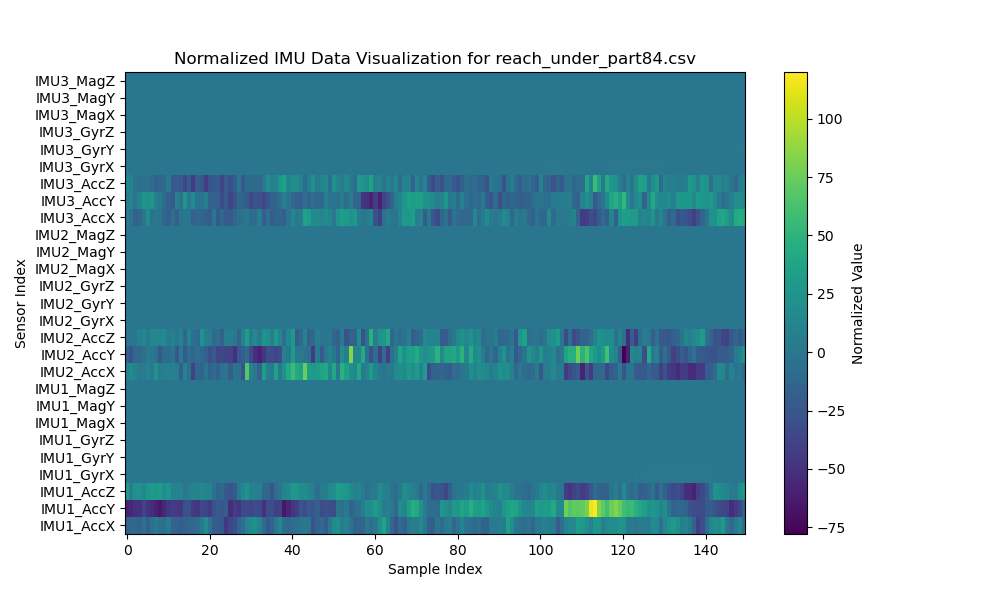 Normalized IMU Data Visualization for reach_under_part84.csv
IMU3_MagZ
IMU3_MagY
IMU3_MagX
IMU3_GyrZ
IMU3_GyrY
IMU3_GyrX
IMU3_AccZ
IMU3_AccY
IMU3_AccX
IMU2_MagZ
IMU2_MagY
IMU2_MagX
IMU2_GyrZ
IMU2_GyrY
IMU2_GyrX
IMU2_AccZ
IMU2_AccY
IMU2_AccX
IMU1_MagZ
IMU1_MagY
IMU1_MagX
IMU1_GyrZ
IMU1_GyrY
IMU1_GyrX
IMU1_AccZ
IMU1_AccY
IMU1_AccX
Sensor Index
0 20 40 60 80 100 120 140
Sample Index
100
75
50
25
0
−25
−50
−75
Normalized Value